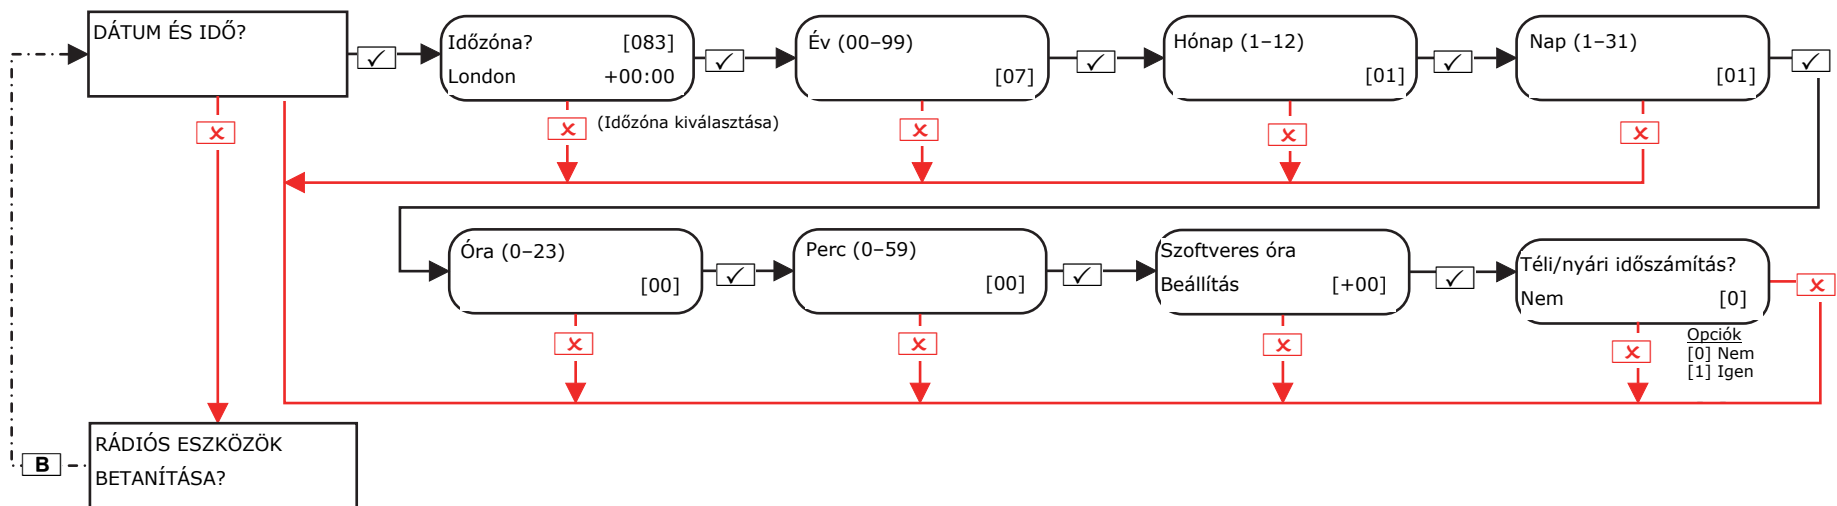 DÁTUM ÉS IDŐ?
Időzóna? [083]
London +00:00
Év (00–99)
[07]
Hónap (1–12)
[01]
Nap (1–31)
[01]
(Időzóna kiválasztása)
Óra (0–23)
[00]
Perc (0–59)
[00]
Szoftveres óra
Beállítás [+00]
Téli/nyári időszámítás?
Nem [0]
Opciók
[0] Nem
[1] Igen
RÁDIÓS ESZKÖZÖK
BETANÍTÁSA?
B